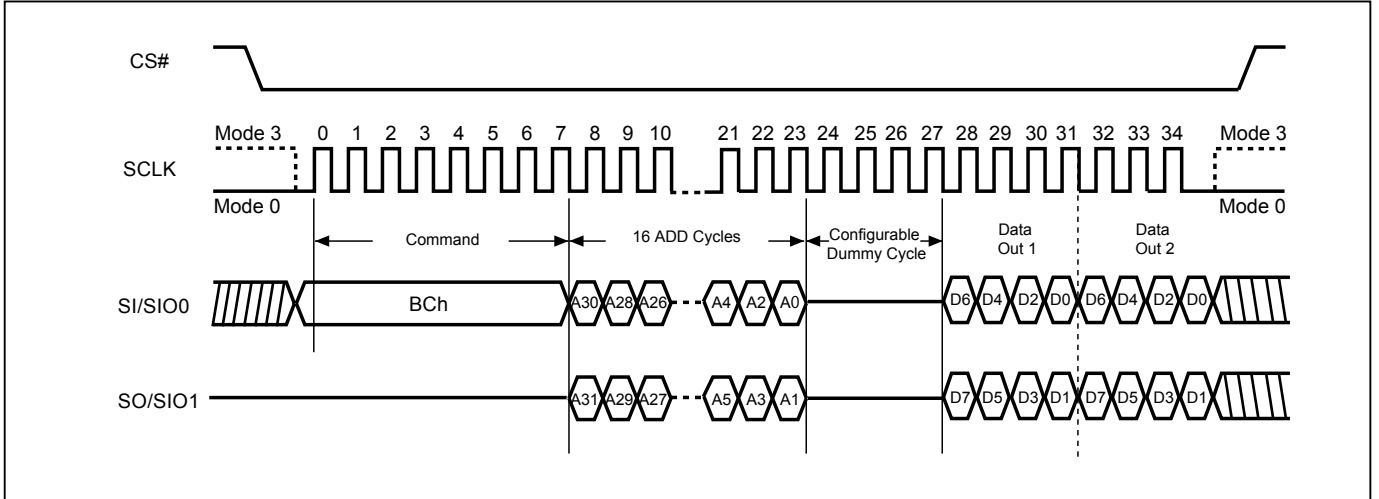 CS#
Mode 3 0 1 2 3 4 5 6 7 8 9 10 21 22 23 24 25 26 27 28 29 30 31 32 33 34 Mode 3
SCLK
Mode 0 Mode 0
Command 16 ADD Cycles Configurable Dummy Cycle Data Out 1 Data Out 2
SI/SIO0 BCh A30 A28 A26 A4 A2 A0 D6 D4 D2 D0 D6 D4 D2 D0
SO/SIO1 A31 A29 A27 A5 A3 A1 D7 D5 D3 D1 D7 D5 D3 D1